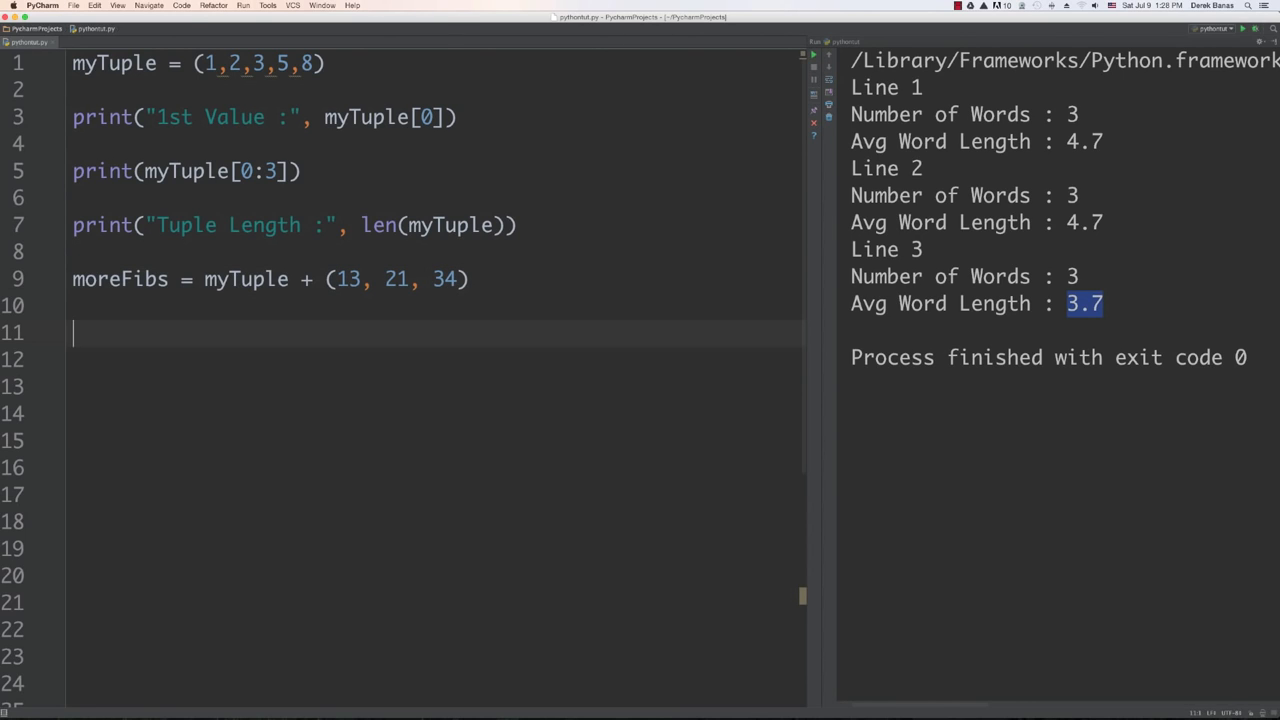 PyCharm File Edit View Navigate Code Refactor Run Tools VCS Window Help
10 Sat Jul 9 1:28 PM Derek Banas
pythontut.py - PycharmProjects - [~/PycharmProjects]
PycharmProjects pythontut.py pythontut
pythontut.py
Run pythontut
1 myTuple = (1,2,3,5,8)
2
3 print("1st Value :", myTuple[0])
4
5 print(myTuple[0:3])
6
7 print("Tuple Length :", len(myTuple))
8
9 moreFibs = myTuple + (13, 21, 34)
10
11
12
13
14
15
16
17
18
19
20
21
22
23
24
/Library/Frameworks/Python.framework
Line 1
Number of Words : 3
Avg Word Length : 4.7
Line 2
Number of Words : 3
Avg Word Length : 4.7
Line 3
Number of Words : 3
Avg Word Length : 3.7
Process finished with exit code 0
11:1 LF÷ UTF-8÷